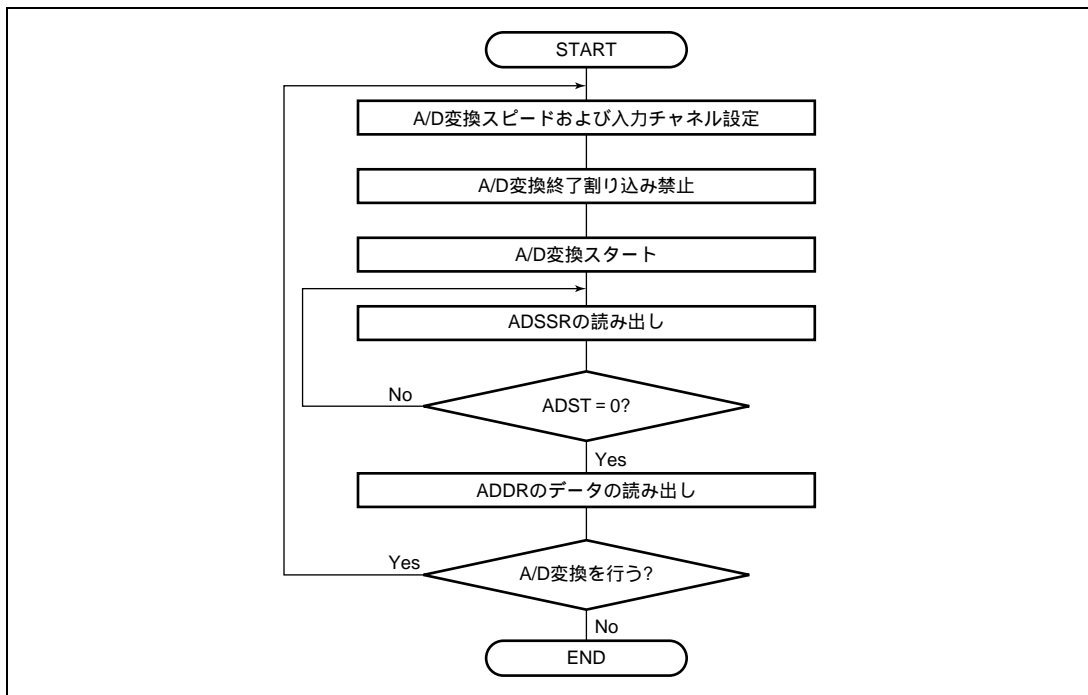 START
A/D変換スピードおよび入力チャネル設定
A/D変換終了割り込み禁止
A/D変換スタート
ADSSRの読み出し
No
ADST = 0?
Yes
ADDRのデータの読み出し
Yes
A/D変換を行う?
No
END